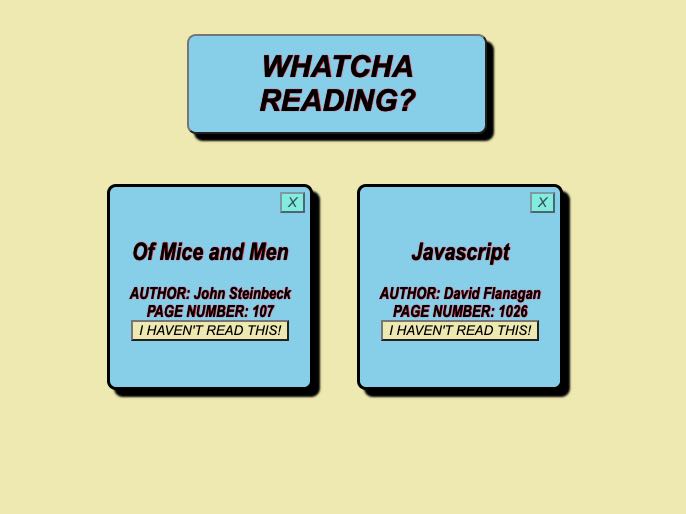 WHATCHA
READING?
X
X
Of Mice and Men
Javascript
AUTHOR: John Steinbeck
PAGE NUMBER: 107
I HAVEN'T READ THIS!
AUTHOR: David Flanagan
PAGE NUMBER: 1026
I HAVEN'T READ THIS!